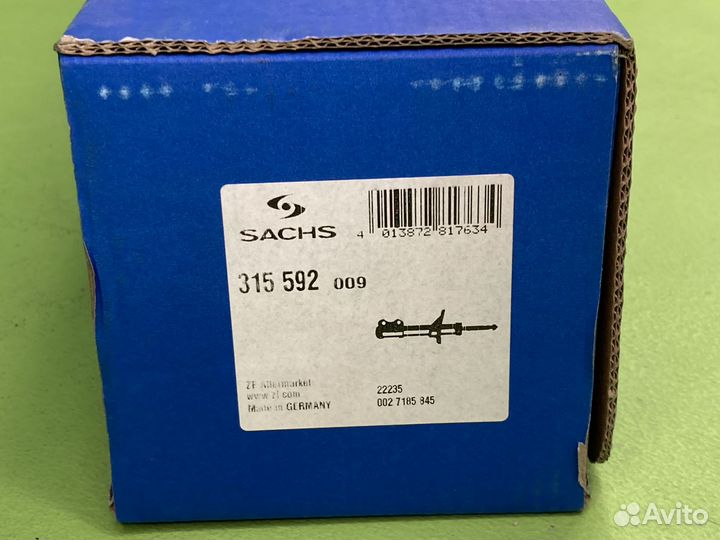 SACHS
4 013872 817634
315 592 009
ZF Aftermarket
www.zf.com
Made in GERMANY
22235
002 7185 845
Avito